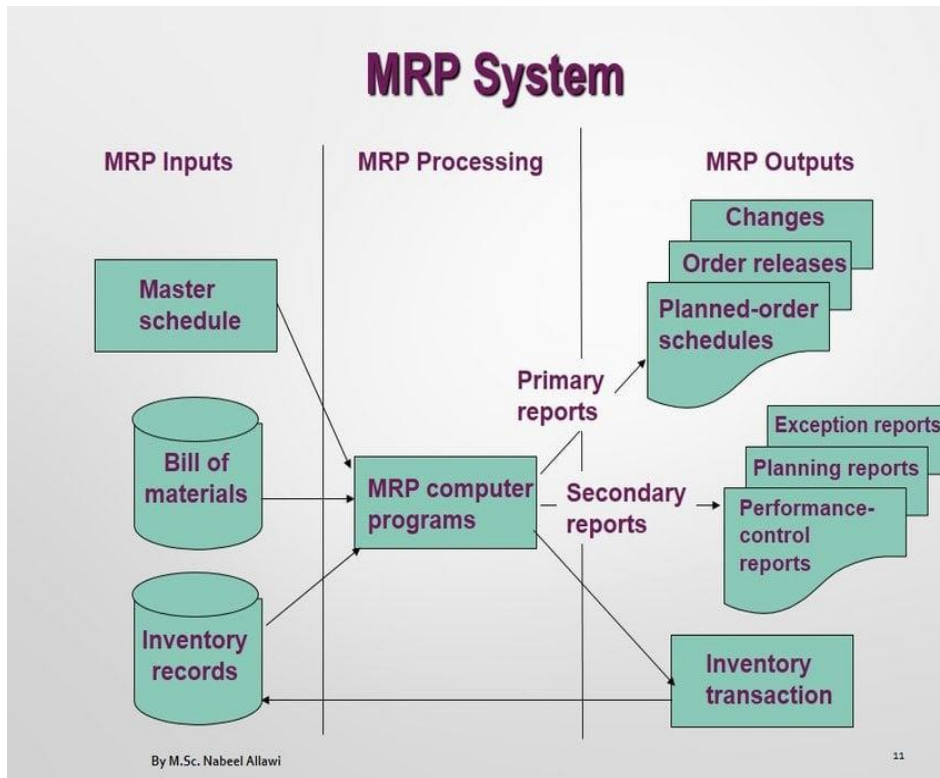 MRP System
MRP Inputs
MRP Processing
MRP Outputs
Master
schedule
Bill of
materials
Inventory
records
MRP computer
programs
Primary
reports
Secondary
reports
Changes
Order releases
Planned-order
schedules
Exception reports
Planning reports
Performance-
control
reports
Inventory
transaction
By M.Sc. Nabeel Allawi
11